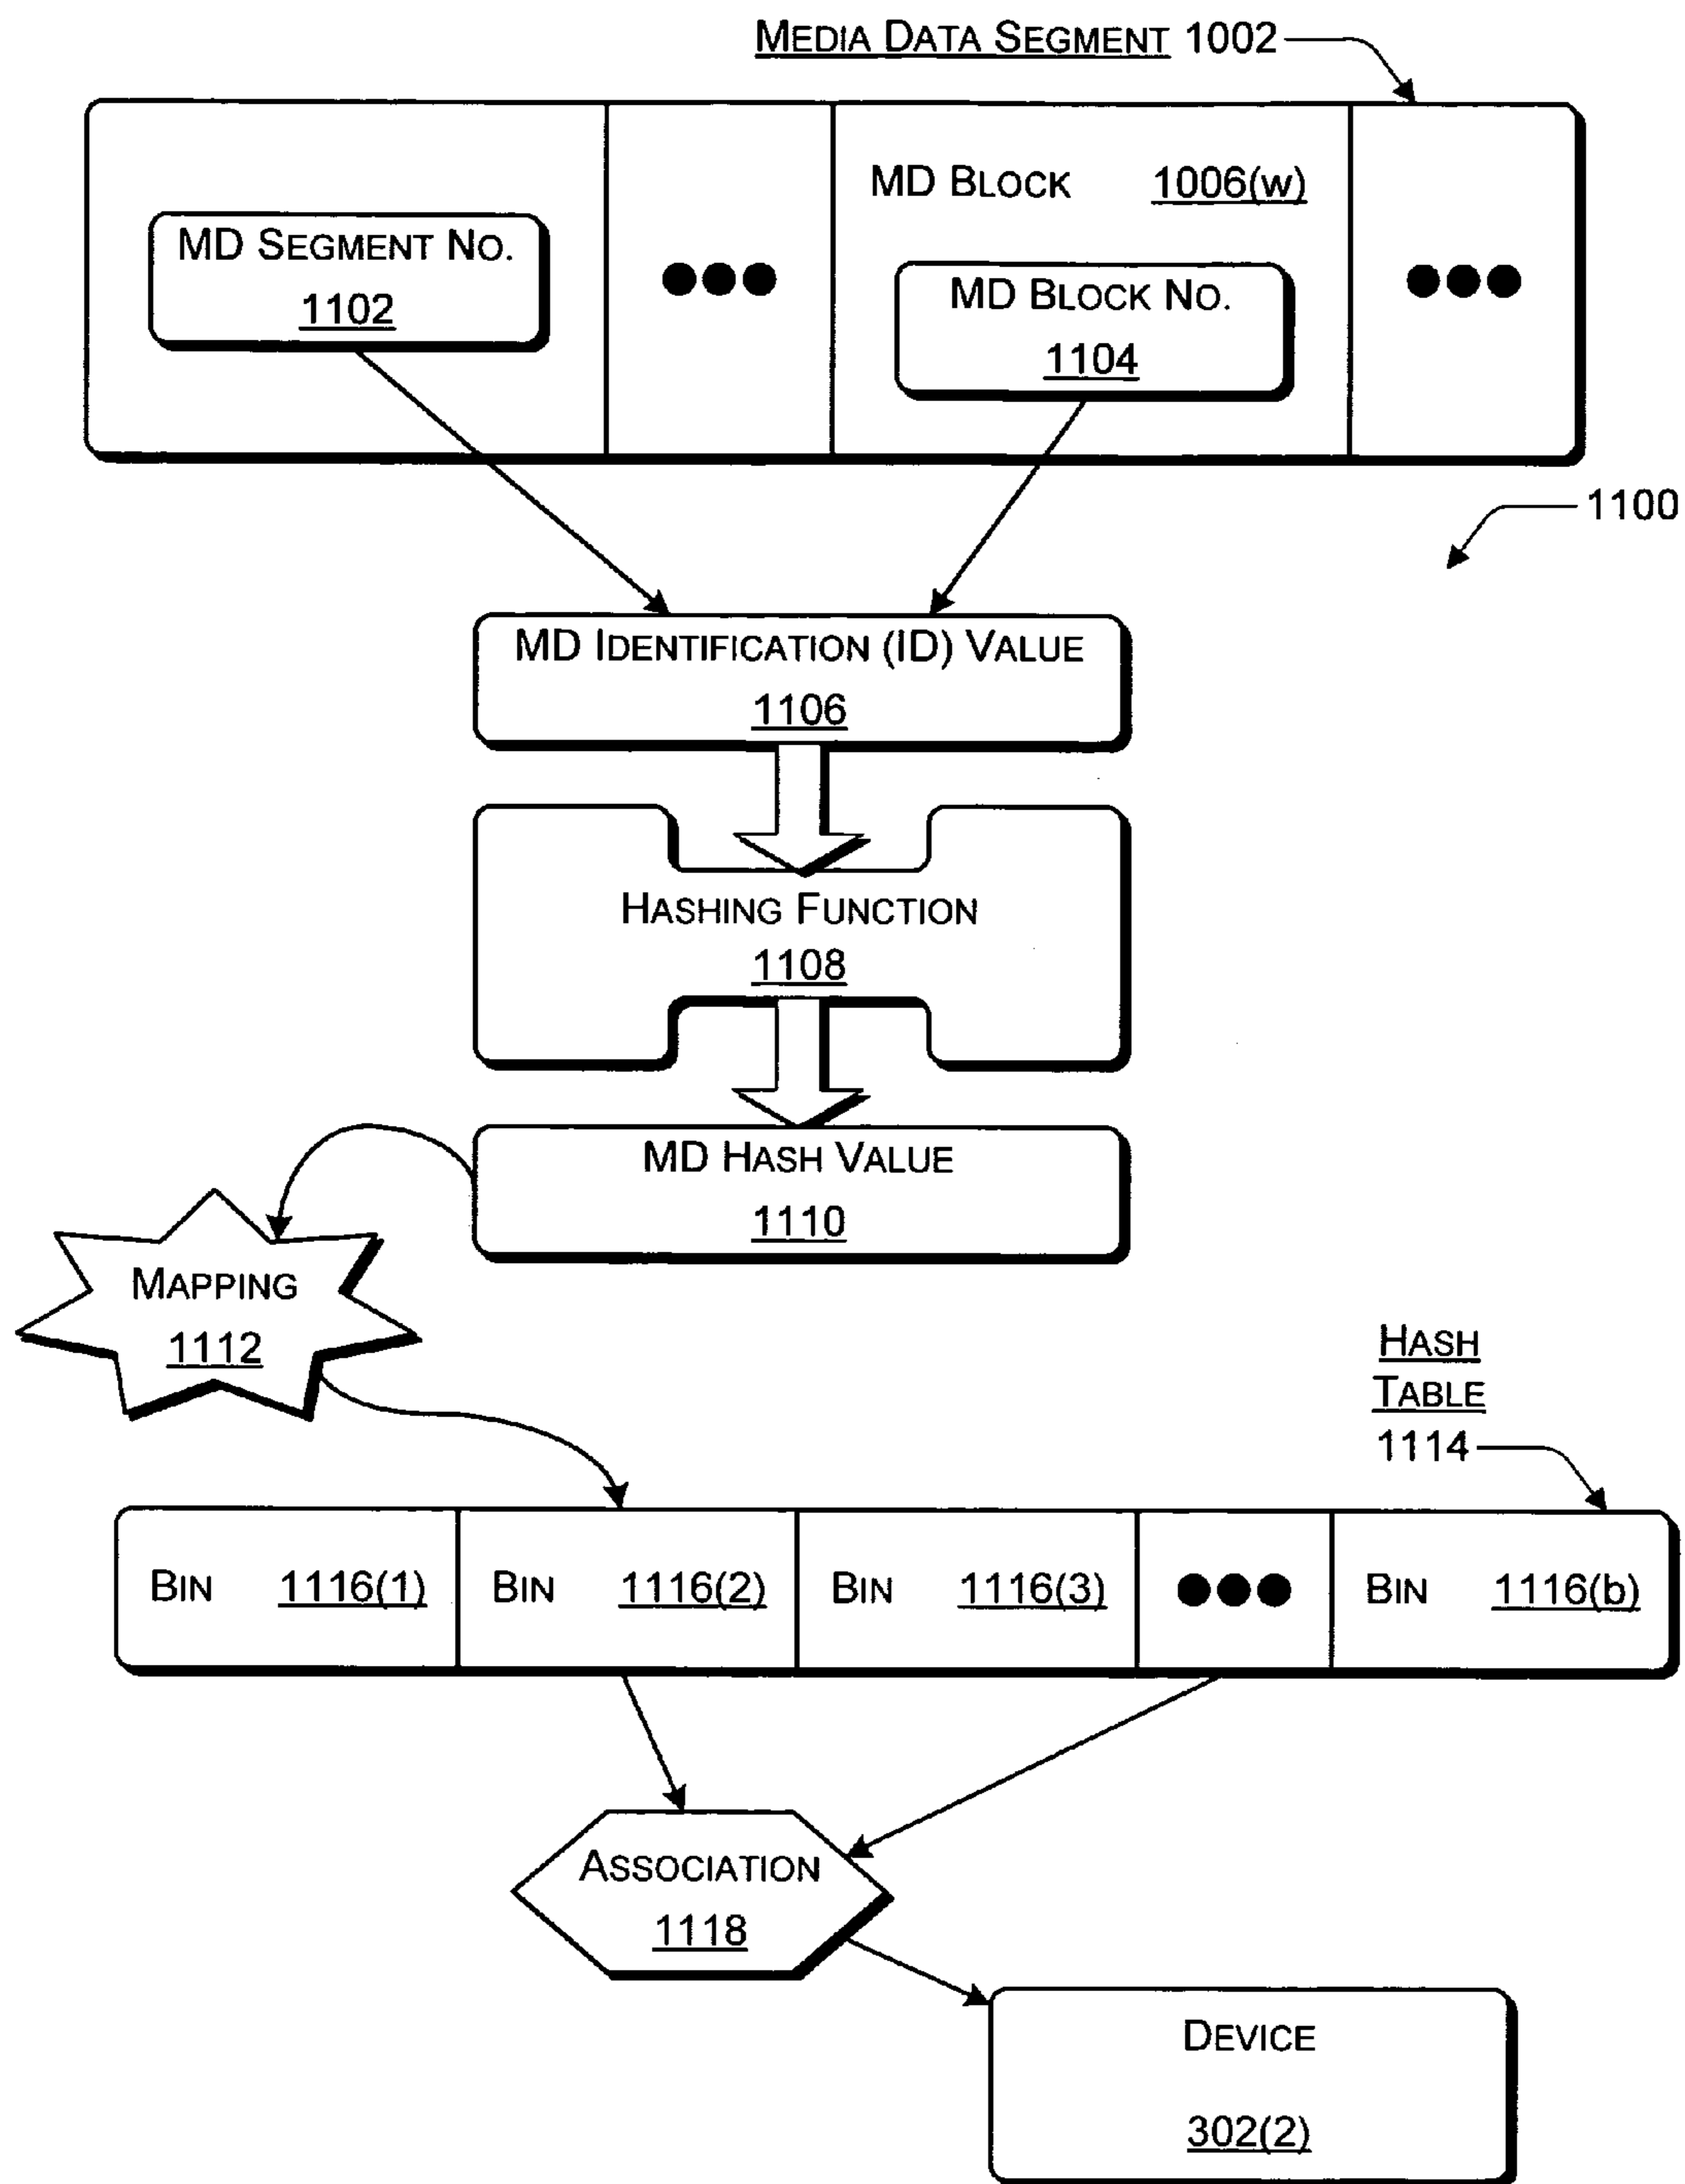 MEDIA DATA SEGMENT 1002
MD BLOCK 1006(w)
MD SEGMENT NO.
1102
MD BLOCK NO.
1104
1100
MD IDENTIFICATION (ID) VALUE
1106
HASHING FUNCTION
1108
MD HASH VALUE
1110
MAPPING
1112
HASH
TABLE
1114
BIN 1116(1) BIN 1116(2) BIN 1116(3) BIN 1116(b)
ASSOCIATION
1118
DEVICE
302(2)